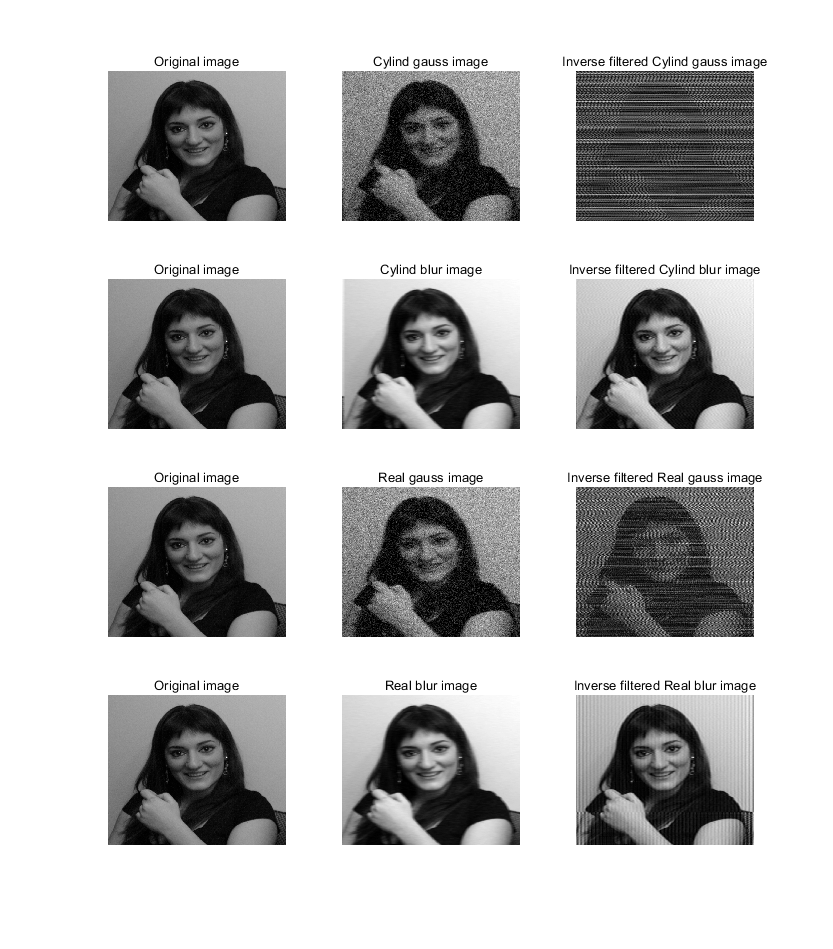 Original image
Cylind gauss image
Inverse filtered Cylind gauss image
Original image
Cylind blur image
Inverse filtered Cylind blur image
Original image
Real gauss image
Inverse filtered Real gauss image
Original image
Real blur image
Inverse filtered Real blur image